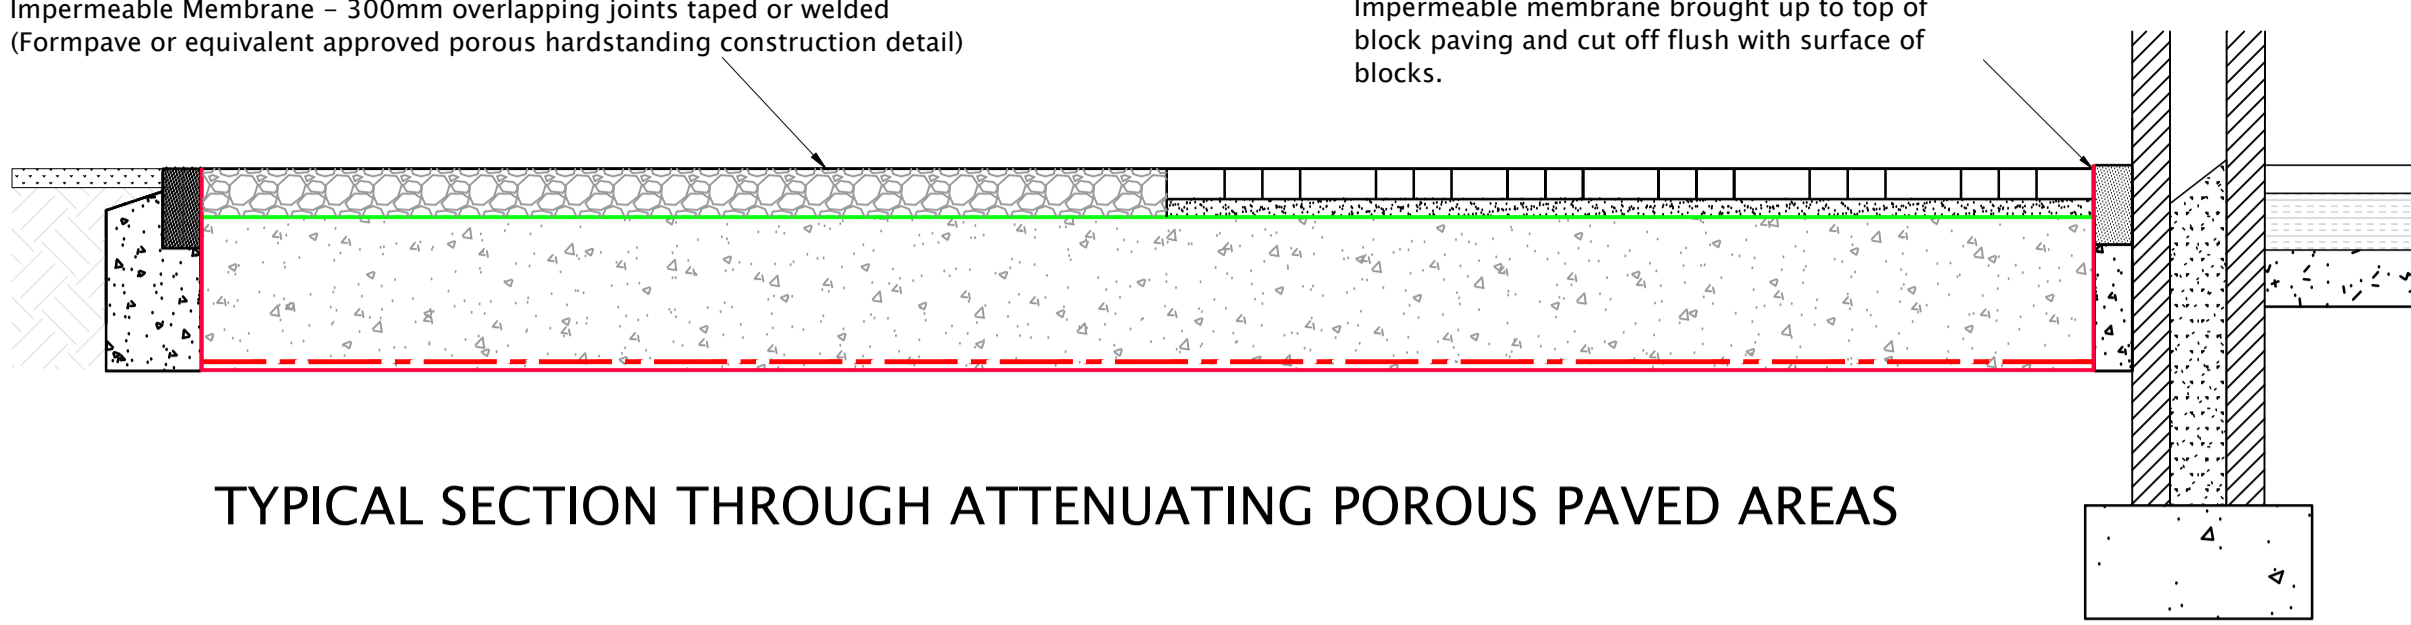 Impermeable Membrane – 300mm overlapping joints taped or welded
(Formpave or equivalent approved porous hardstanding construction detail)
Impermeable membrane brought up to top of
block paving and cut off flush with surface of
blocks.
TYPICAL SECTION THROUGH ATTENUATING POROUS PAVED AREAS